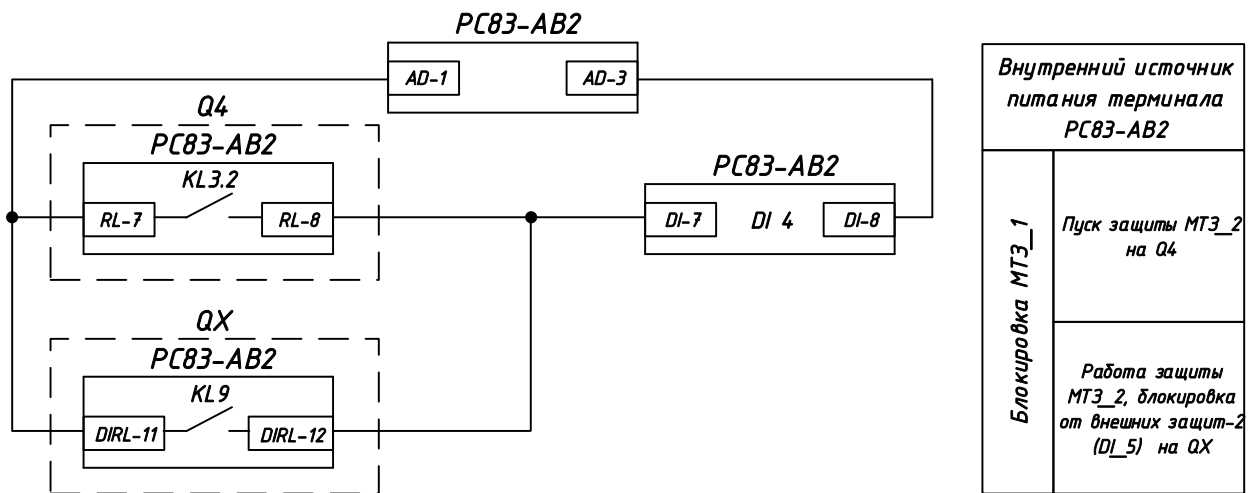 РС83-АВ2
AD-1
AD-3
Q4
РС83-АВ2
KL3.2
RL-7
RL-8
РС83-АВ2
DI-7
DI 4
DI-8
QX
РС83-АВ2
KL9
DIRL-11
DIRL-12
Внутренний источник
питания терминала
РС83-АВ2
Блокировка МТЗ_1
Пуск защиты МТЗ_2
на Q4
Работа защиты
МТЗ_2, блокировка
от внешних защит-2
(DI_5) на QX